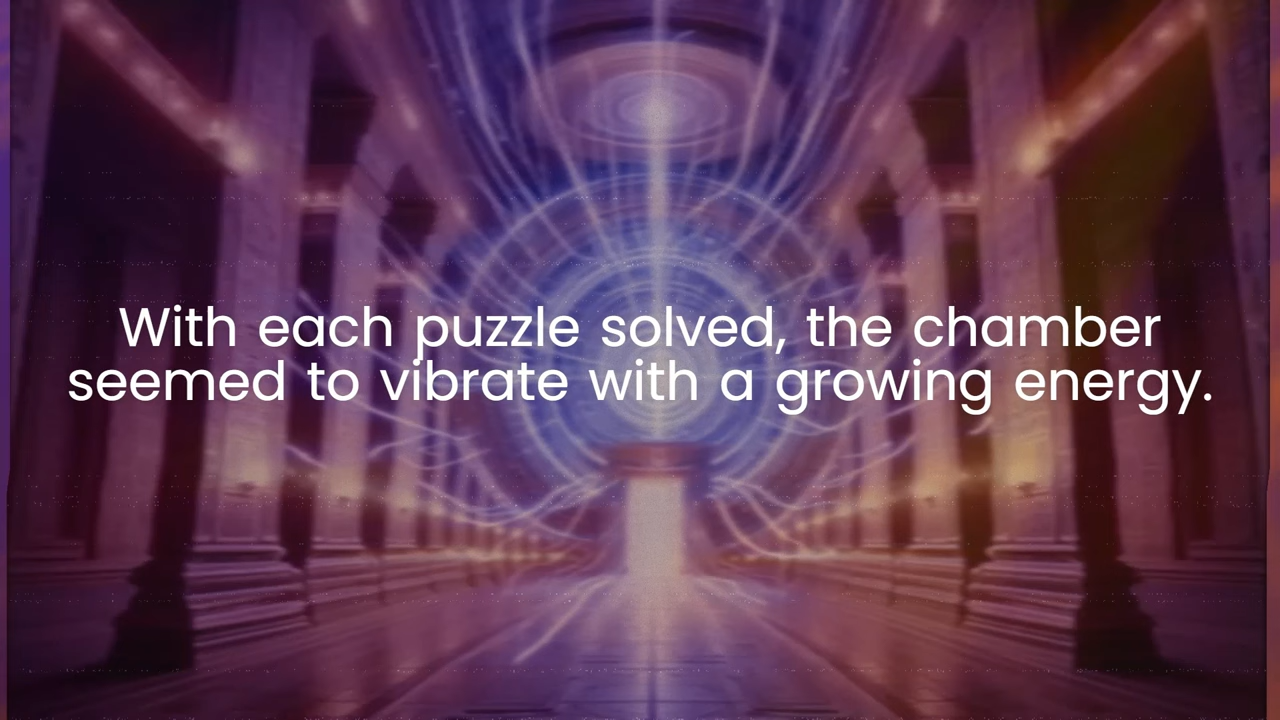 With each puzzle solved, the chamber
seemed to vibrate with a growing energy.